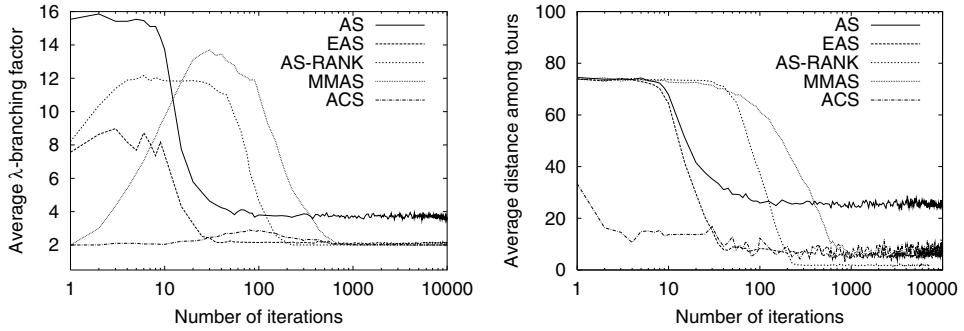 Average λ-branching factor
16
14
12
10
8
6
4
2
1
10
100
1000
10000
Number of iterations
AS
EAS
AS-RANK
MMAS
ACS
Average distance among tours
100
80
60
40
20
0
1
10
100
1000
10000
Number of iterations
AS
EAS
AS-RANK
MMAS
ACS